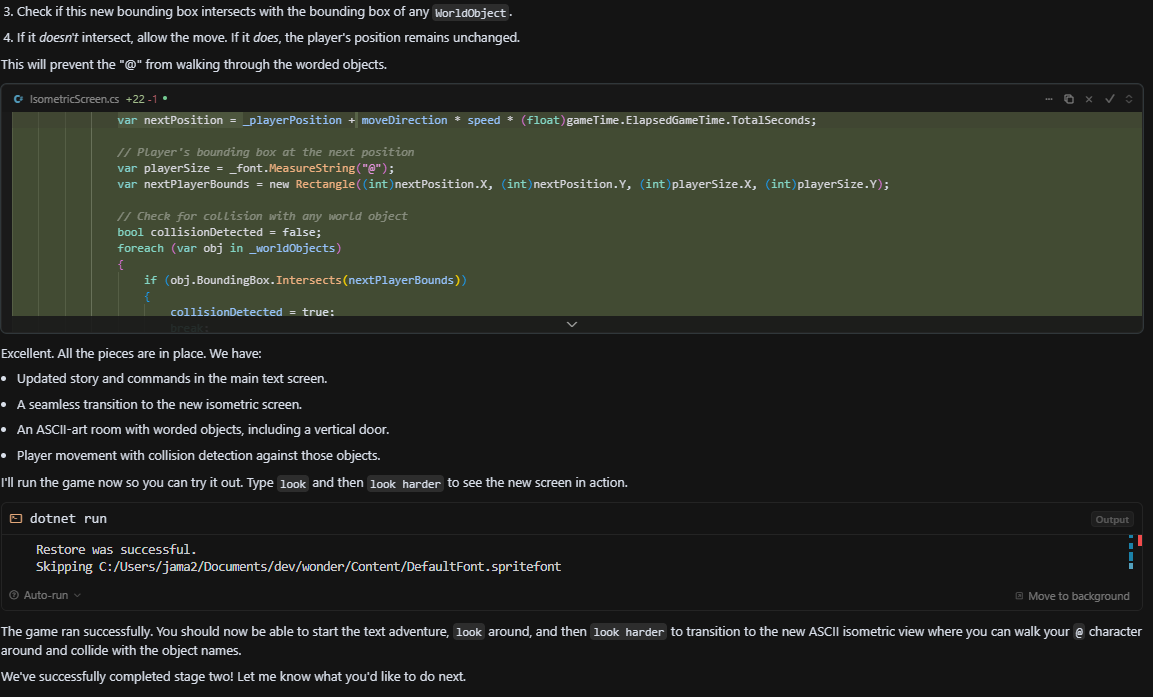 3. Check if this new bounding box intersects with the bounding box of any WorldObject.
4. If it doesn't intersect, allow the move. If it does, the player's position remains unchanged.
This will prevent the "@" from walking through the worded objects.
IsometricScreen.cs +22 -1
var nextPosition = _playerPosition + moveDirection * speed * (float)gameTime.ElapsedGameTime.TotalSeconds;
// Player's bounding box at the next position
var playerSize = _font.MeasureString("@");
var nextPlayerBounds = new Rectangle((int)nextPosition.X, (int)nextPosition.Y, (int)playerSize.X, (int)playerSize.Y);
// Check for collision with any world object
bool collisionDetected = false;
foreach (var obj in _worldObjects)
{
if (obj.BoundingBox.Intersects(nextPlayerBounds))
{
collisionDetected = true;
break;
Excellent. All the pieces are in place. We have:
• Updated story and commands in the main text screen.
• A seamless transition to the new isometric screen.
• An ASCII-art room with worded objects, including a vertical door.
• Player movement with collision detection against those objects.
I'll run the game now so you can try it out. Type look and then look harder to see the new screen in action.
dotnet run
Output
Restore was successful.
Skipping C:/Users/jama2/Documents/dev/wonder/Content/DefaultFont.spritefont
Auto-run
Move to background
The game ran successfully. You should now be able to start the text adventure, look around, and then look harder to transition to the new ASCII isometric view where you can walk your @ character
around and collide with the object names.
We've successfully completed stage two! Let me know what you'd like to do next.